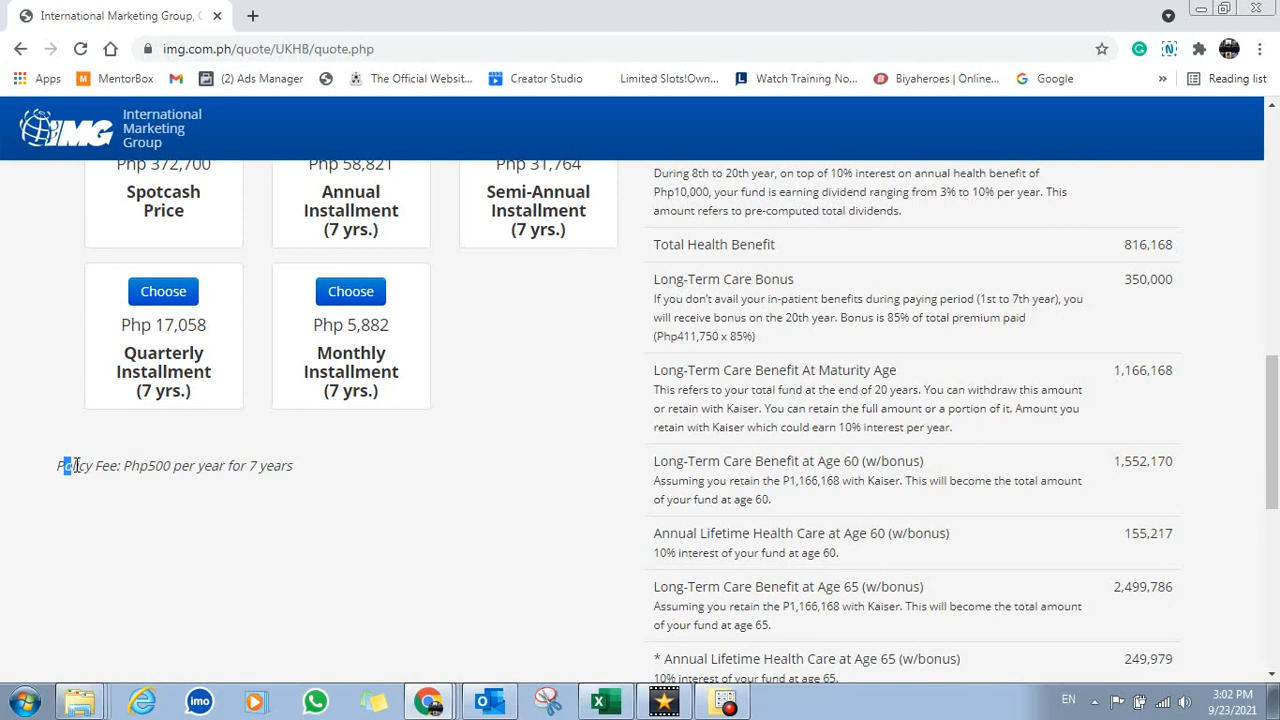 International Marketing Group, C
img.com.ph/quote/UKHB/quote.php
Apps
MentorBox
(2) Ads Manager
The Official Websit...
Creator Studio
Limited Slots!Own...
Watch Training No...
Biyaheroes | Online...
Google
»
Reading list
IMG
International
Marketing
Group
Php 372,700
Spotcash
Price
Php 58,821
Annual
Installment
(7 yrs.)
Php 31,764
Semi-Annual
Installment
(7 yrs.)
Choose
Php 17,058
Quarterly
Installment
(7 yrs.)
Choose
Php 5,882
Monthly
Installment
(7 yrs.)
Policy Fee: Php500 per year for 7 years
During 8th to 20th year, on top of 10% interest on annual health benefit of
Php10,000, your fund is earning dividend ranging from 3% to 10% per year. This
amount refers to pre-computed total dividends.
Total Health Benefit 816,168
Long-Term Care Bonus 350,000
If you don't avail your in-patient benefits during paying period (1st to 7th year), you
will receive bonus on the 20th year. Bonus is 85% of total premium paid
(Php411,750 x 85%)
Long-Term Care Benefit At Maturity Age 1,166,168
This refers to your total fund at the end of 20 years. You can withdraw this amount
or retain with Kaiser. You can retain the full amount or a portion of it. Amount you
retain with Kaiser which could earn 10% interest per year.
Long-Term Care Benefit at Age 60 (w/bonus) 1,552,170
Assuming you retain the P1,166,168 with Kaiser. This will become the total amount
of your fund at age 60.
Annual Lifetime Health Care at Age 60 (w/bonus) 155,217
10% interest of your fund at age 60.
Long-Term Care Benefit at Age 65 (w/bonus) 2,499,786
Assuming you retain the P1,166,168 with Kaiser. This will become the total amount
of your fund at age 65.
* Annual Lifetime Health Care at Age 65 (w/bonus) 249,979
10% interest of your fund at age 65.
imo
EN
3:02 PM
9/23/2021